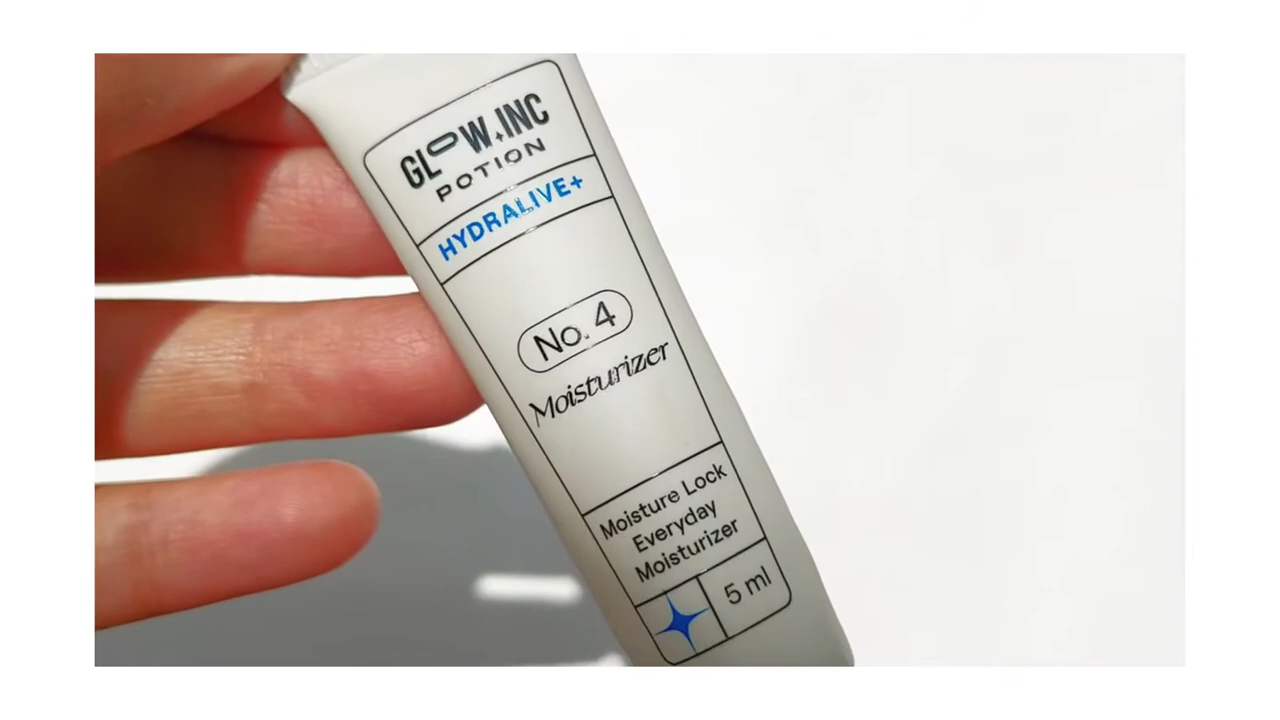 GLOW.INC
POTION
HYDRALIVE+
No. 4
Moisturizer
Moisture Lock
Everyday
Moisturizer
5 ml